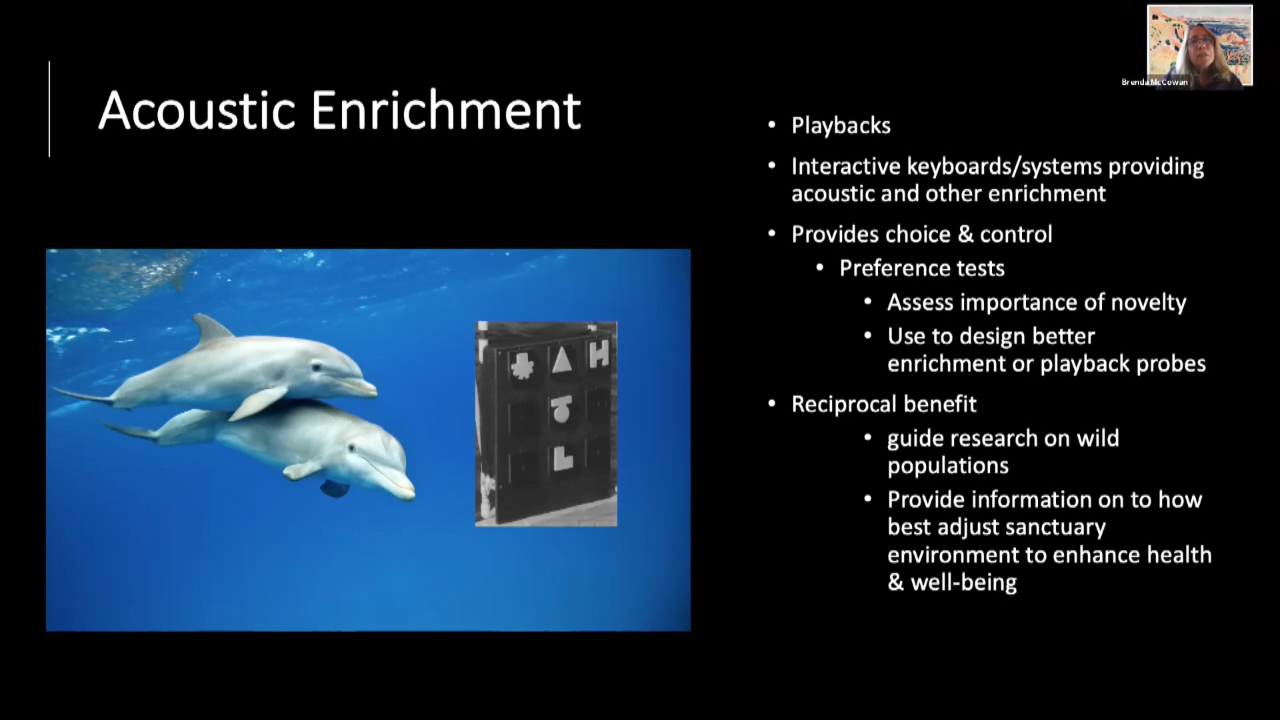 Brenda McCowan
Acoustic Enrichment
• Playbacks
• Interactive keyboards/systems providing
acoustic and other enrichment
• Provides choice & control
• Preference tests
• Assess importance of novelty
• Use to design better
enrichment or playback probes
• Reciprocal benefit
• guide research on wild
populations
• Provide information on to how
best adjust sanctuary
environment to enhance health
& well-being
H